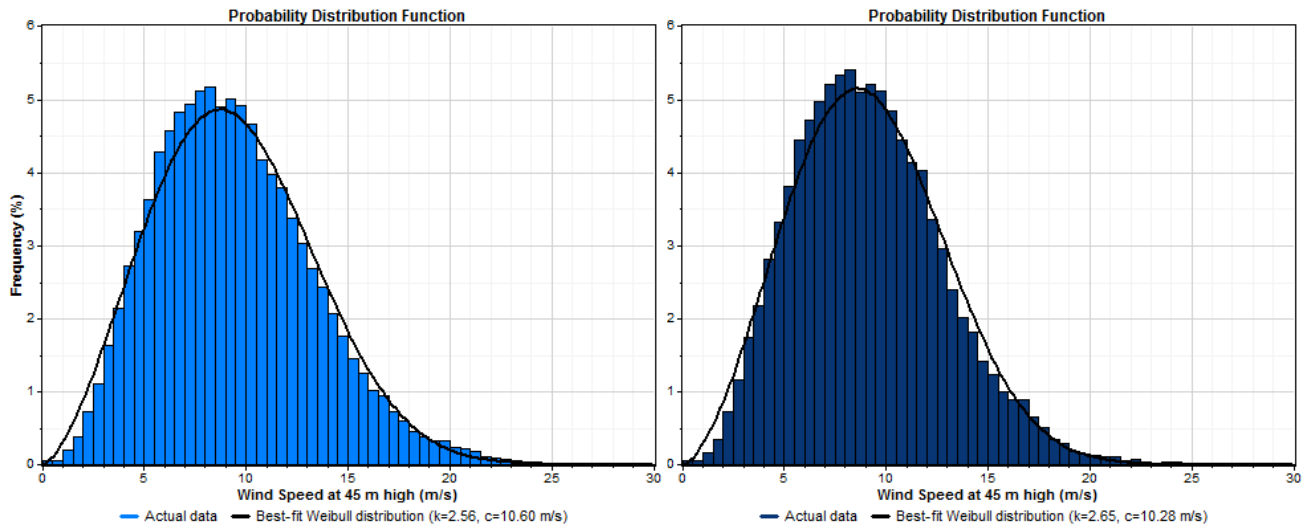 Probability Distribution Function
6
5
4
3
2
1
0
Frequency (%)
0 5 10 15 20 25 30
Wind Speed at 45 m high (m/s)
Actual data Best-fit Weibull distribution (k=2.56, c=10.60 m/s)
Probability Distribution Function
6
5
4
3
2
1
0
0 5 10 15 20 25 30
Wind Speed at 45 m high (m/s)
Actual data Best-fit Weibull distribution (k=2.65, c=10.28 m/s)